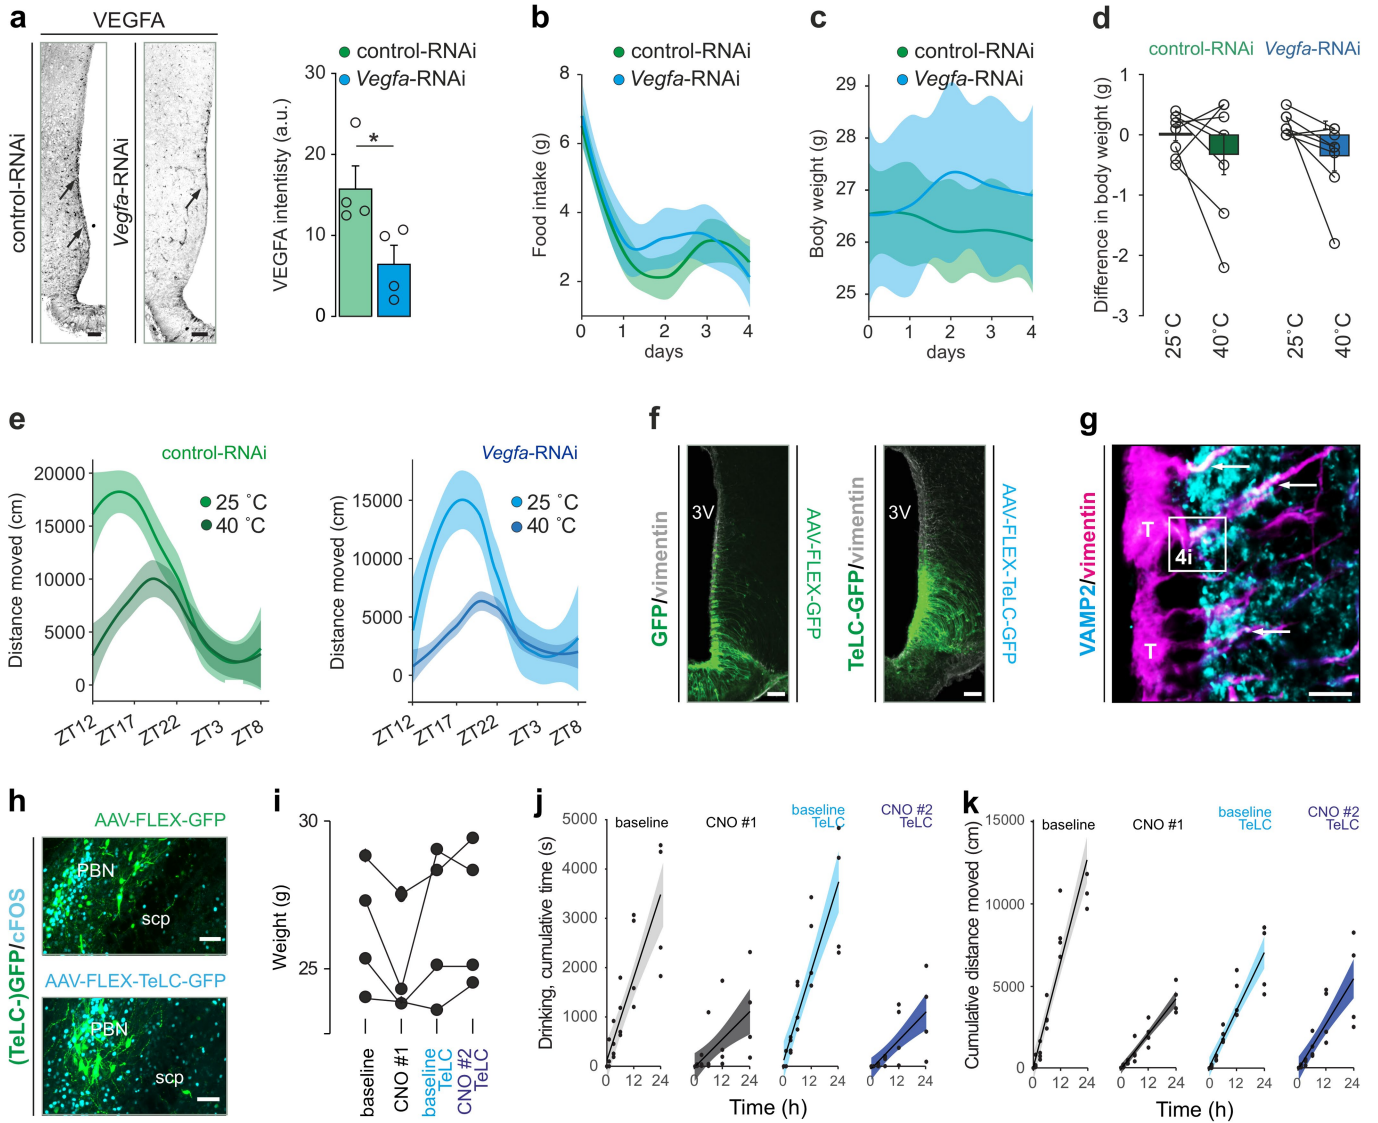 a
VEGFA
control-RNAi
Vegfa-RNAi
control-RNAi
Vegfa-RNAi
VEGFA intentisty (a.u.)
30
20
10
0
*
b
control-RNAi
Vegfa-RNAi
Food intake (g)
8
6
4
2
0 1 2 3 4
days
c
control-RNAi
Vegfa-RNAi
Body weight (g)
29
28
27
26
25
0 1 2 3 4
days
d
control-RNAi Vegfa-RNAi
Difference in body weight (g)
1
0
-1
-2
-3
25˚C 40˚C 25˚C 40˚C
e
control-RNAi
25 ˚C
40 ˚C
Distance moved (cm)
20000
15000
10000
5000
0
ZT12 ZT17 ZT22 ZT3 ZT8
Vegfa-RNAi
25 ˚C
40 ˚C
Distance moved (cm)
15000
10000
5000
0
ZT12 ZT17 ZT22 ZT3 ZT8
f
GFP/vimentin
3V
AAV-FLEX-GFP
TeLC-GFP/vimentin
3V
AAV-FLEX-TeLC-GFP
g
VAMP2/vimentin
T
4i
T
h
(TeLC-)GFP/cFOS
AAV-FLEX-GFP
PBN
scp
AAV-FLEX-TeLC-GFP
PBN
scp
i
Weight (g)
30
25
baseline
CNO #1
baseline
TeLC
CNO #2
TeLC
j
Drinking, cumulative time (s)
5000
4000
3000
2000
1000
0
baseline
CNO #1
baseline
TeLC
CNO #2
TeLC
0 12 24 0 12 24 0 12 24 0 12 24
Time (h)
k
Cumulative distance moved (cm)
15000
10000
5000
0
baseline
CNO #1
baseline
TeLC
CNO #2
TeLC
0 12 24 0 12 24 0 12 24 0 12 24
Time (h)